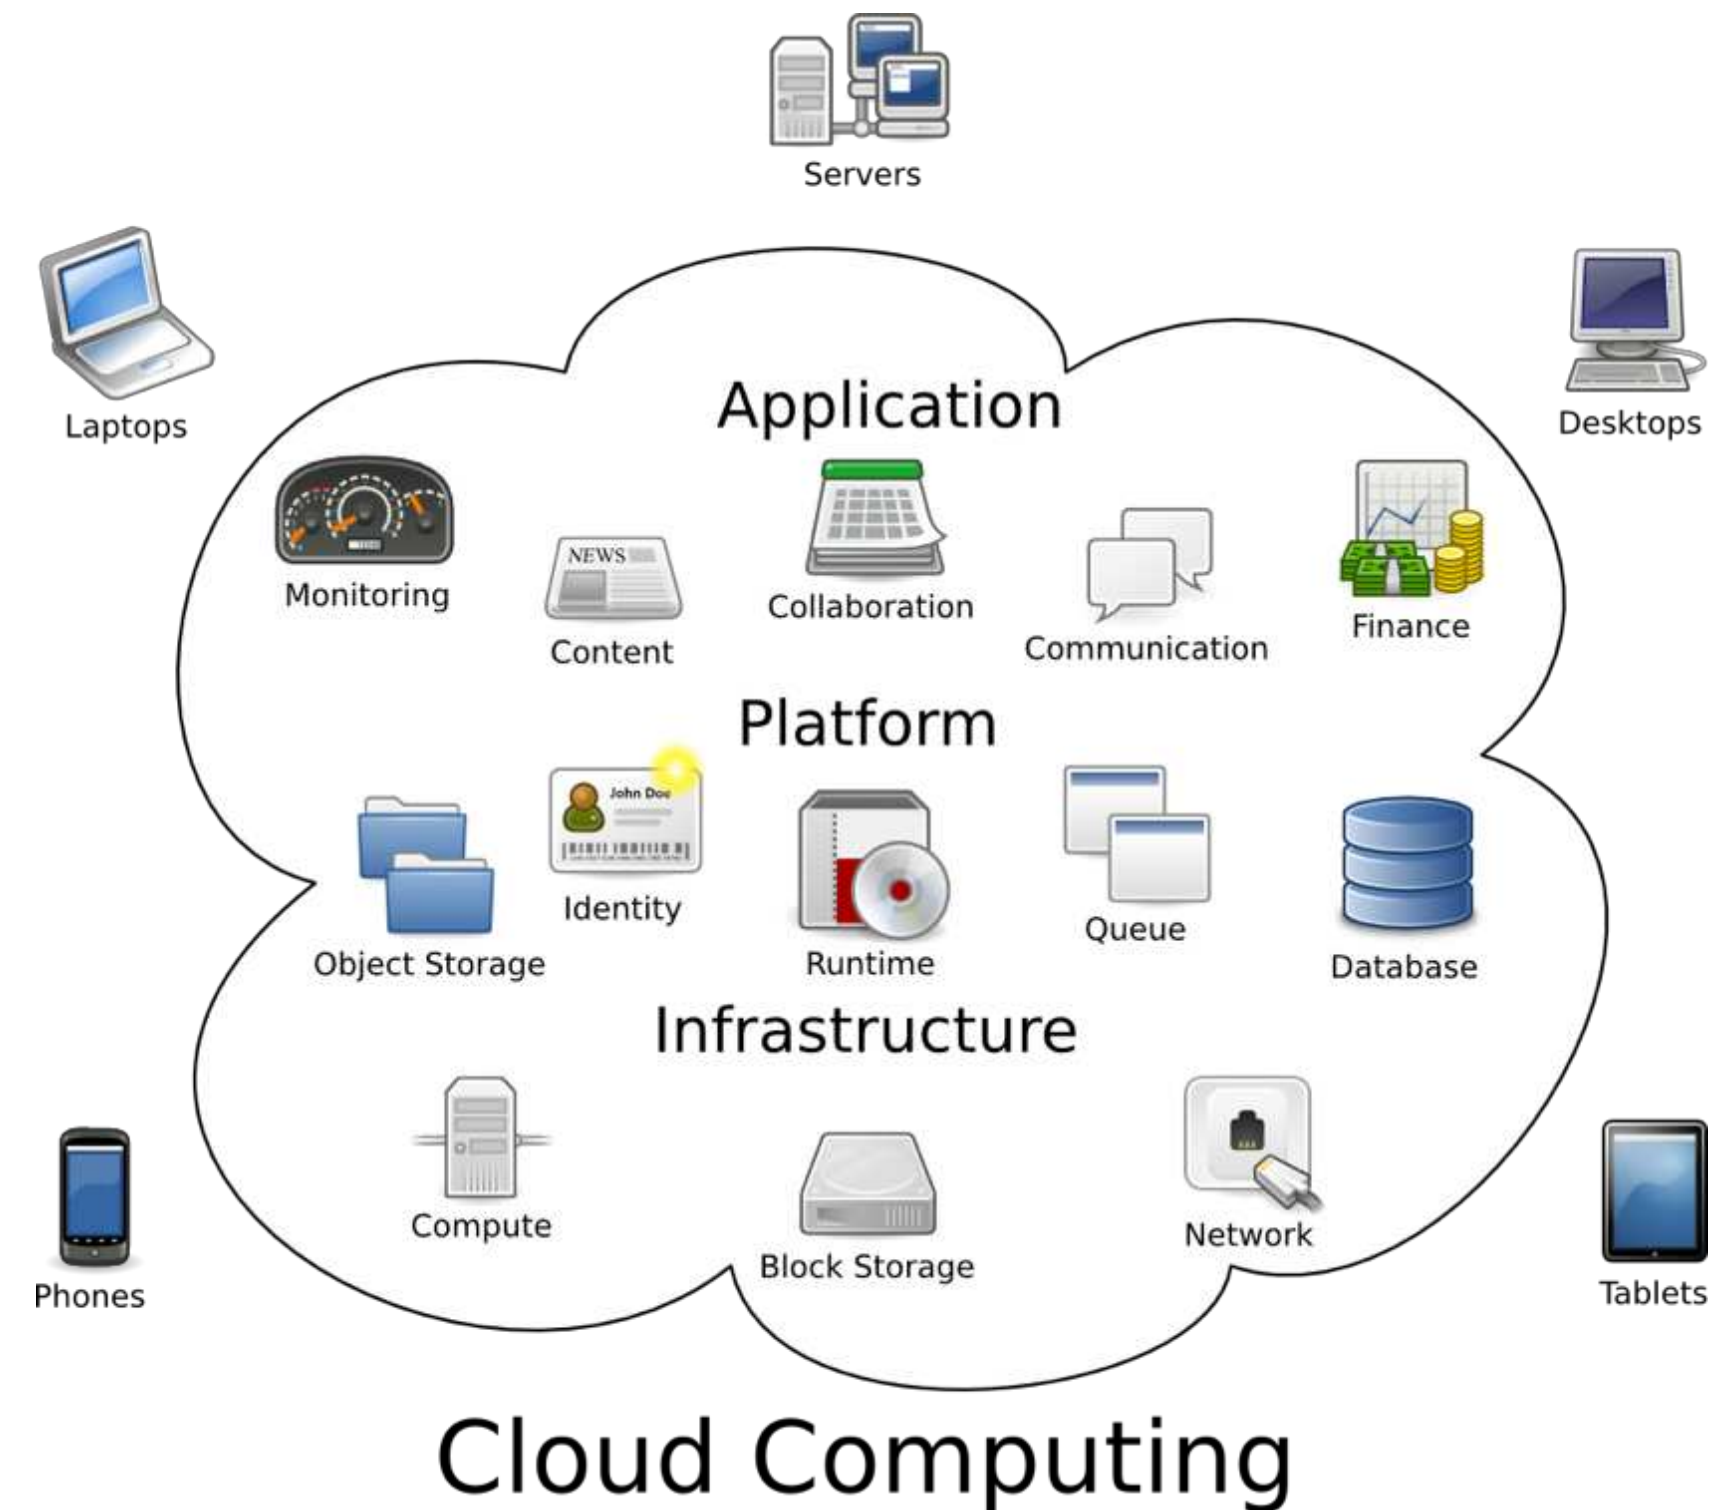 Servers
Laptops
Desktops
Application
Monitoring
NEWS
Content
Collaboration
Communication
Finance
Platform
Object Storage
John Doe
Identity
Runtime
Queue
Database
Infrastructure
Compute
Block Storage
Network
Phones
Tablets
Cloud Computing